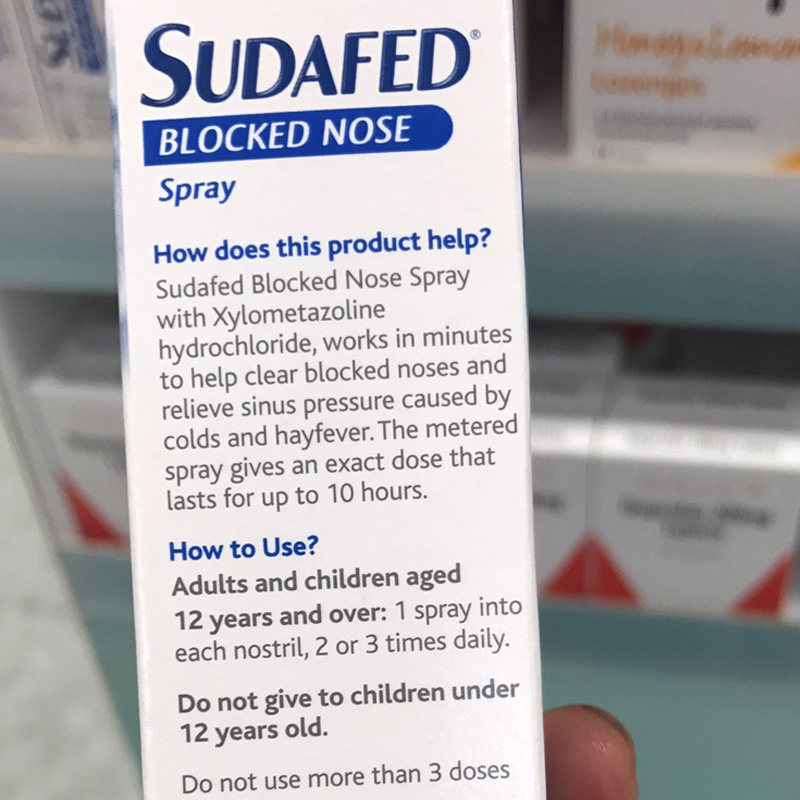 SUDAFED®
BLOCKED NOSE
Spray
How does this product help?
Sudafed Blocked Nose Spray
with Xylometazoline
hydrochloride, works in minutes
to help clear blocked noses and
relieve sinus pressure caused by
colds and hayfever. The metered
spray gives an exact dose that
lasts for up to 10 hours.
How to Use?
Adults and children aged
12 years and over: 1 spray into
each nostril, 2 or 3 times daily.
Do not give to children under
12 years old.
Do not use more than 3 doses